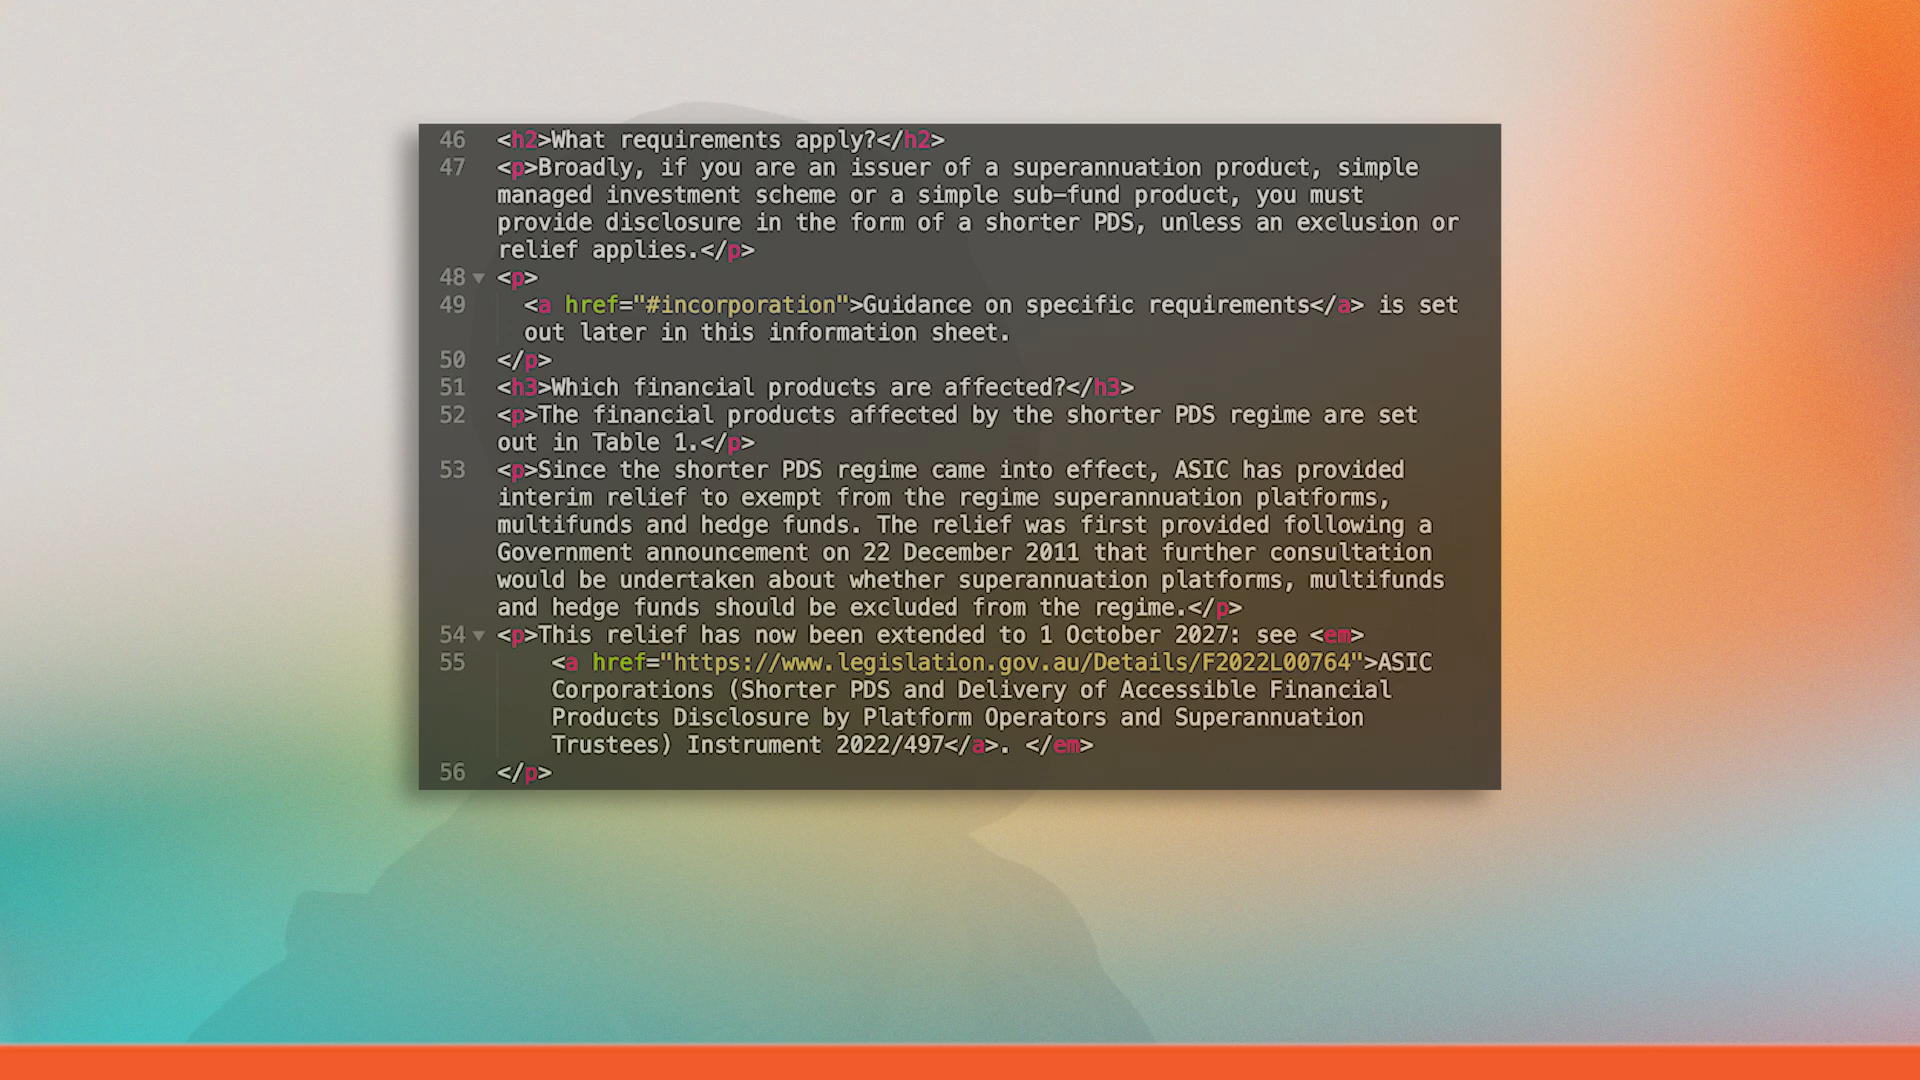 46 <h2>What requirements apply?</h2>
47 <p>Broadly, if you are an issuer of a superannuation product, simple
managed investment scheme or a simple sub-fund product, you must
provide disclosure in the form of a shorter PDS, unless an exclusion or
relief applies.</p>
48 <p>
49 <a href="#incorporation">Guidance on specific requirements</a> is set
out later in this information sheet.
50 </p>
51 <h3>Which financial products are affected?</h3>
52 <p>The financial products affected by the shorter PDS regime are set
out in Table 1.</p>
53 <p>Since the shorter PDS regime came into effect, ASIC has provided
interim relief to exempt from the regime superannuation platforms,
multifunds and hedge funds. The relief was first provided following a
Government announcement on 22 December 2011 that further consultation
would be undertaken about whether superannuation platforms, multifunds
and hedge funds should be excluded from the regime.</p>
54 <p>This relief has now been extended to 1 October 2027: see <em>
55 <a href="https://www.legislation.gov.au/Details/F2022L00764">ASIC
Corporations (Shorter PDS and Delivery of Accessible Financial
Products Disclosure by Platform Operators and Superannuation
Trustees) Instrument 2022/497</a>. </em>
56 </p>